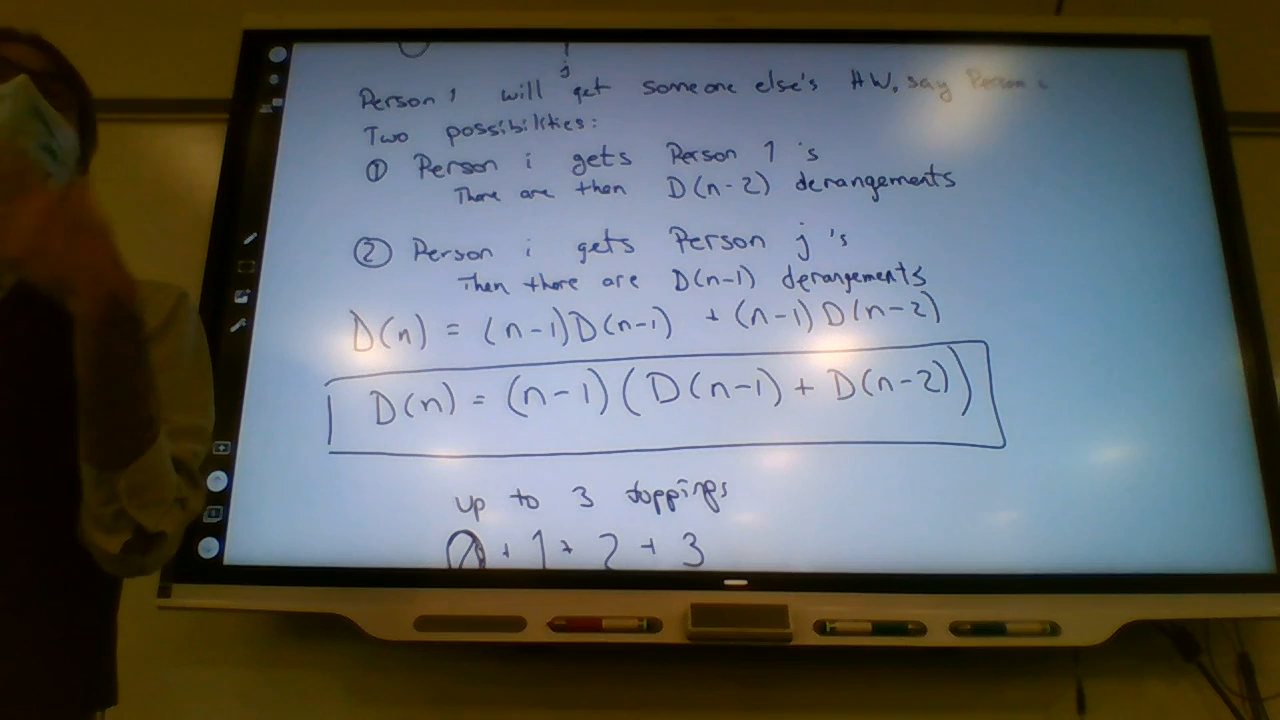 j
Person 1 will get someone else's HW, say Person i
Two possibilities:
① Person i gets Person 1's
There are then D(n-2) derangements
② Person i gets Person j's
Then there are D(n-1) derangements
D(n) = (n-1)D(n-1) + (n-1)D(n-2)
D(n) = (n-1)(D(n-1) + D(n-2))
up to 3 toppings
0 + 1 + 2 + 3